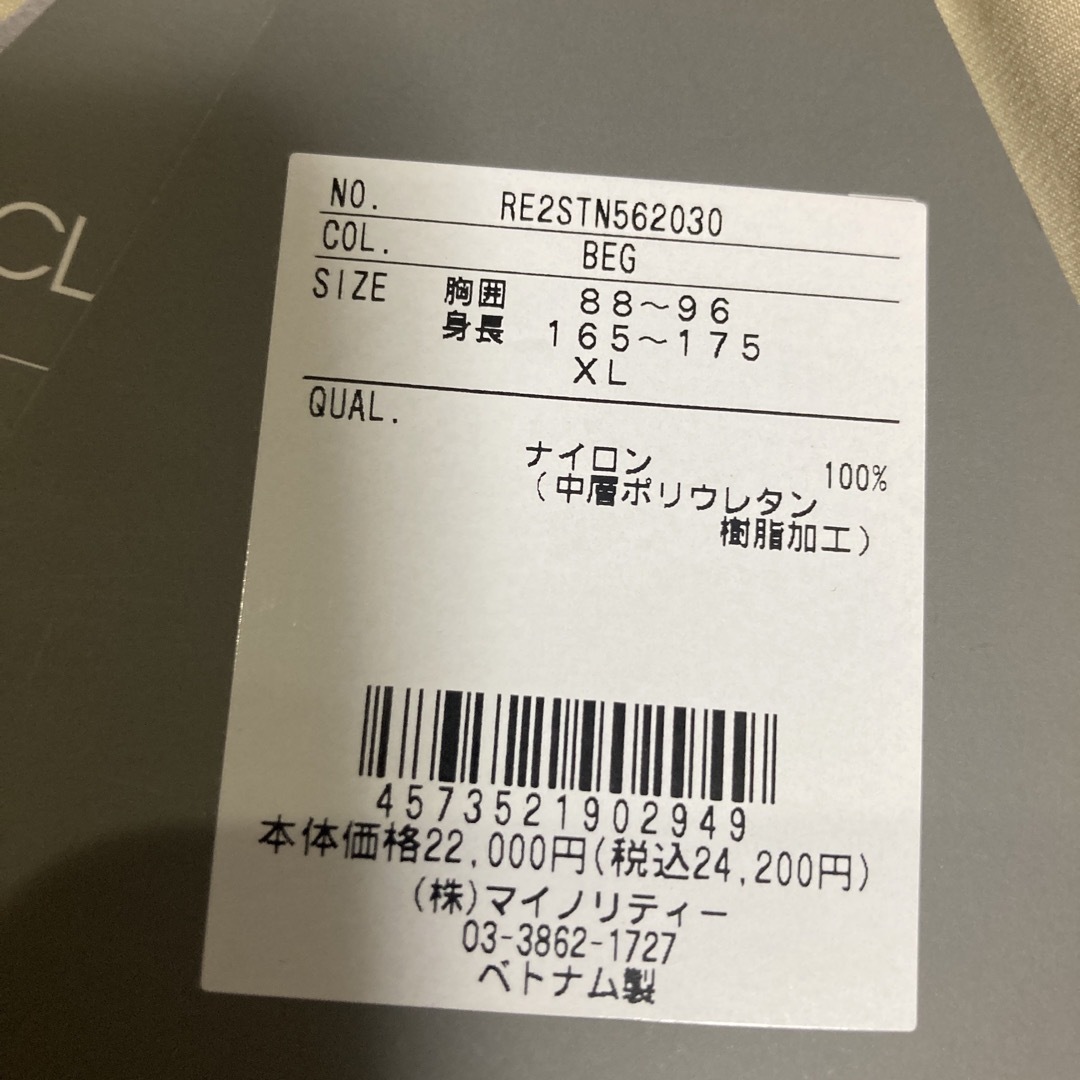 CL
NO. RE2STN562030
COL. BEG
SIZE 胸囲 88～96
身長 165～175
XL
QUAL.
ナイロン 100%
(中層ポリウレタン
樹脂加工)
4573521902949
本体価格22,000円(税込24,200円)
(株)マイノリティー
03-3862-1727
ベトナム製